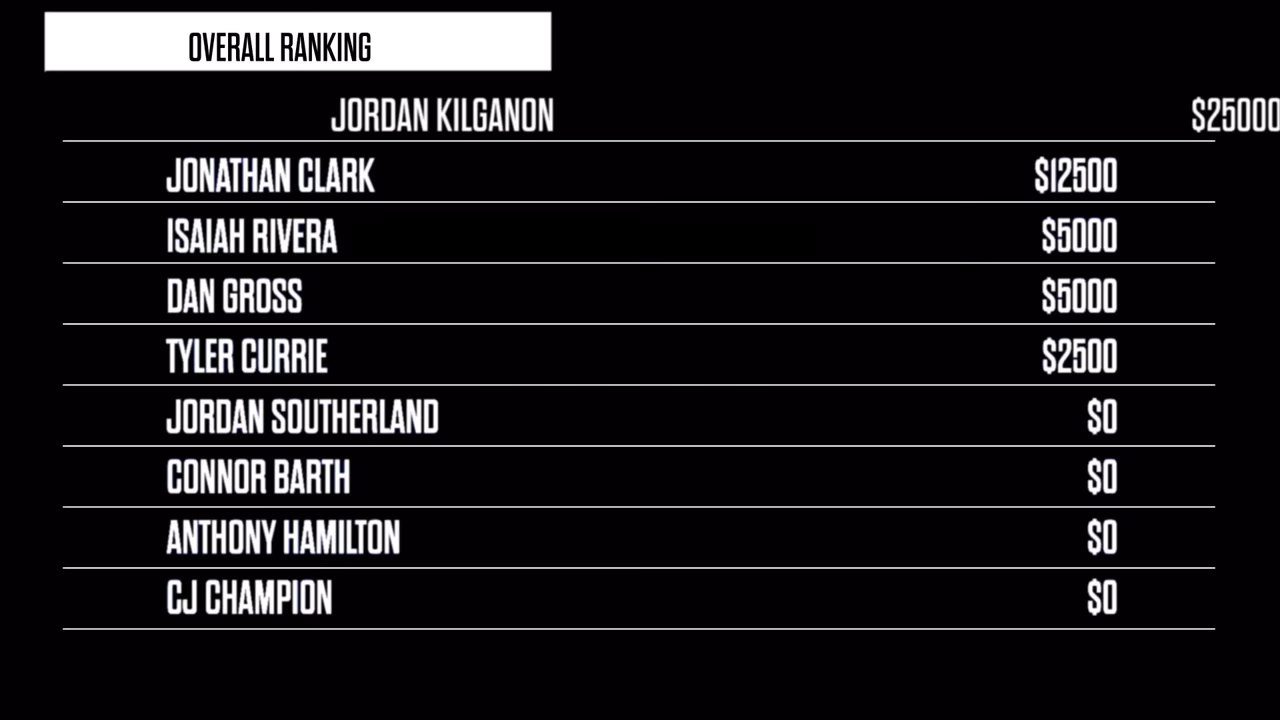 OVERALL RANKING
JORDAN KILGANON $25000
JONATHAN CLARK $12500
ISAIAH RIVERA $5000
DAN GROSS $5000
TYLER CURRIE $2500
JORDAN SOUTHERLAND $0
CONNOR BARTH $0
ANTHONY HAMILTON $0
CJ CHAMPION $0